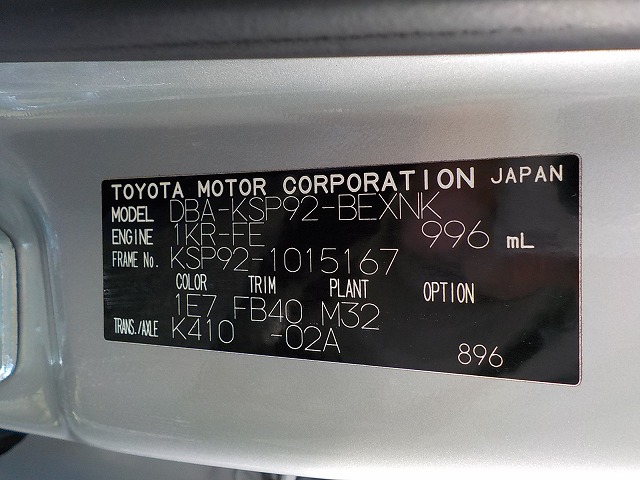 TOYOTA MOTOR CORPORATION JAPAN
MODEL DBA-KSP92-BEXNK
ENGINE 1KR-FE 996 mL
FRAME No. KSP92-1015167
COLOR TRIM PLANT OPTION
1E7 FB40 M32
TRANS./AXLE K410 -02A
896